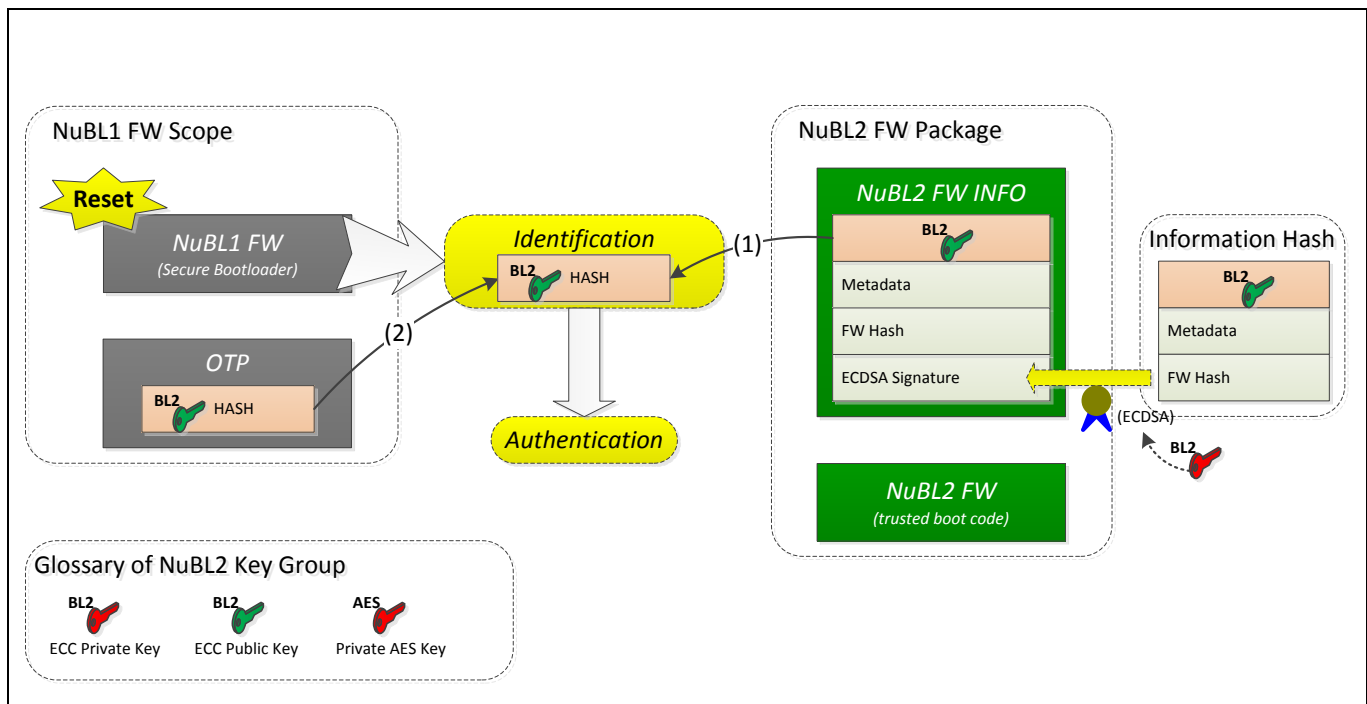 NuBL1 FW Scope
Reset
NuBL1 FW
(Secure Bootloader)
OTP
BL2
HASH
(2)
Identification
BL2
HASH
(1)
Authentication
NuBL2 FW Package
NuBL2 FW INFO
BL2
Metadata
FW Hash
ECDSA Signature
NuBL2 FW
(trusted boot code)
Information Hash
BL2
Metadata
FW Hash
(ECDSA)
BL2
Glossary of NuBL2 Key Group
BL2
ECC Private Key
BL2
ECC Public Key
AES
Private AES Key